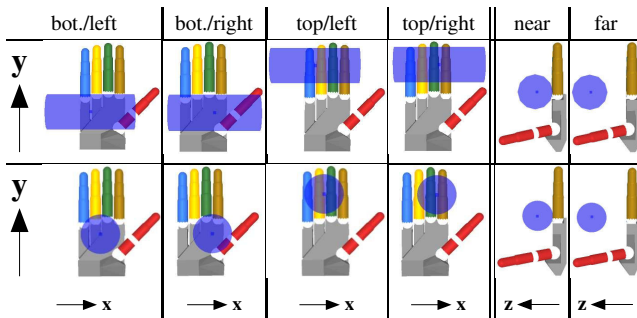 bot./left bot./right top/left top/right near far
y
y
x x x x z z